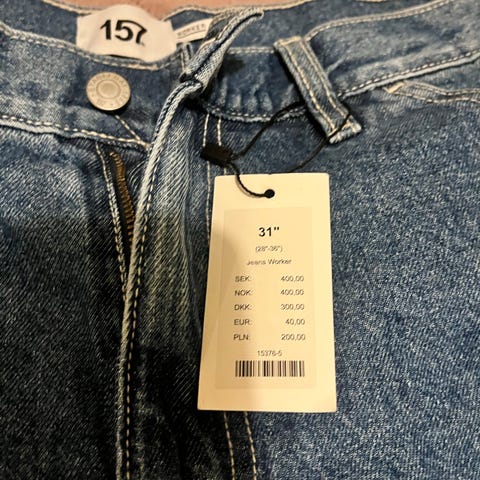 157
WORKER
31"
(28"-36")
Jeans Worker
SEK: 400,00
NOK: 400,00
DKK: 300,00
EUR: 40,00
PLN: 200,00
15376-5